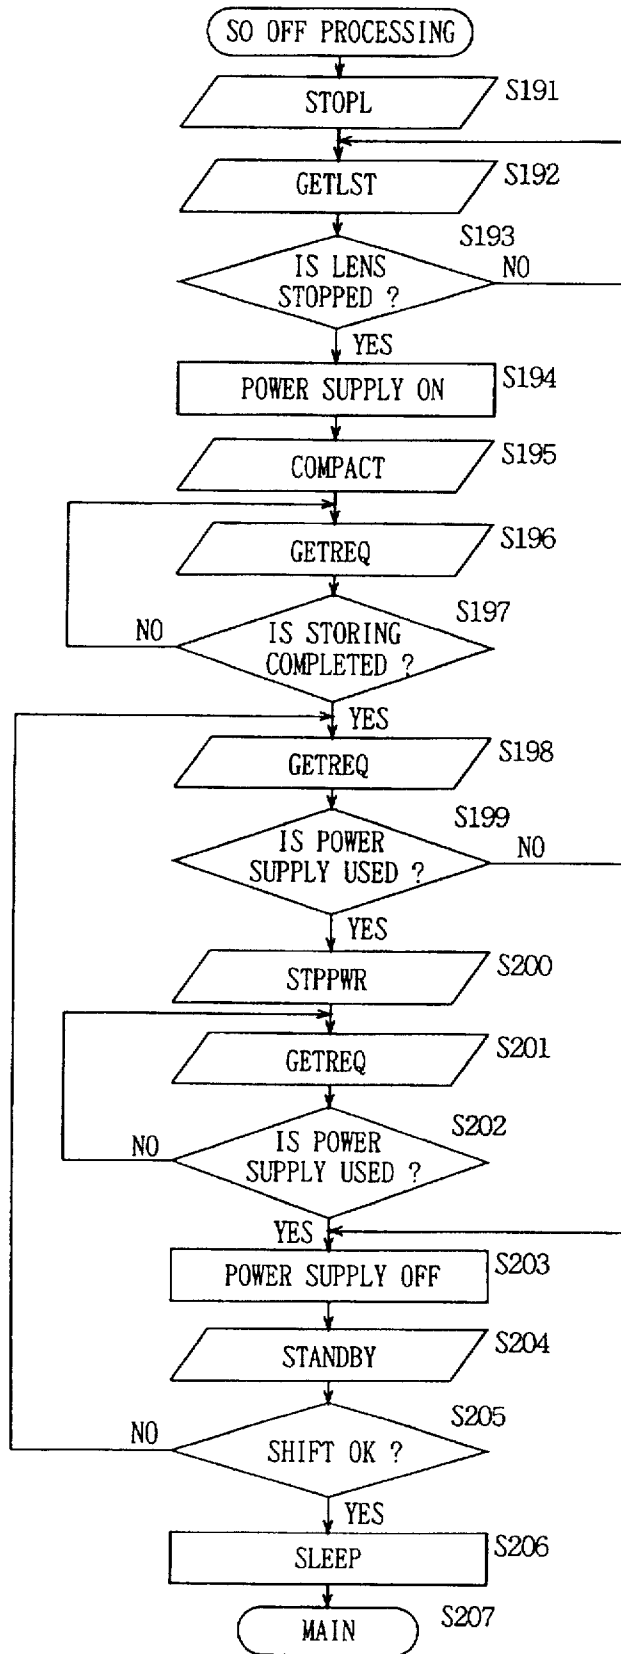 SO OFF PROCESSING
STOPL
S191
GETLST
S192
S193
IS LENS
STOPPED ?
NO
YES
POWER SUPPLY ON
S194
COMPACT
S195
GETREQ
S196
S197
NO
IS STORING
COMPLETED ?
YES
GETREQ
S198
S199
IS POWER
SUPPLY USED ?
NO
YES
STPPWR
S200
GETREQ
S201
S202
NO
IS POWER
SUPPLY USED ?
YES
POWER SUPPLY OFF
S203
STANDBY
S204
S205
NO
SHIFT OK ?
YES
SLEEP
S206
MAIN
S207